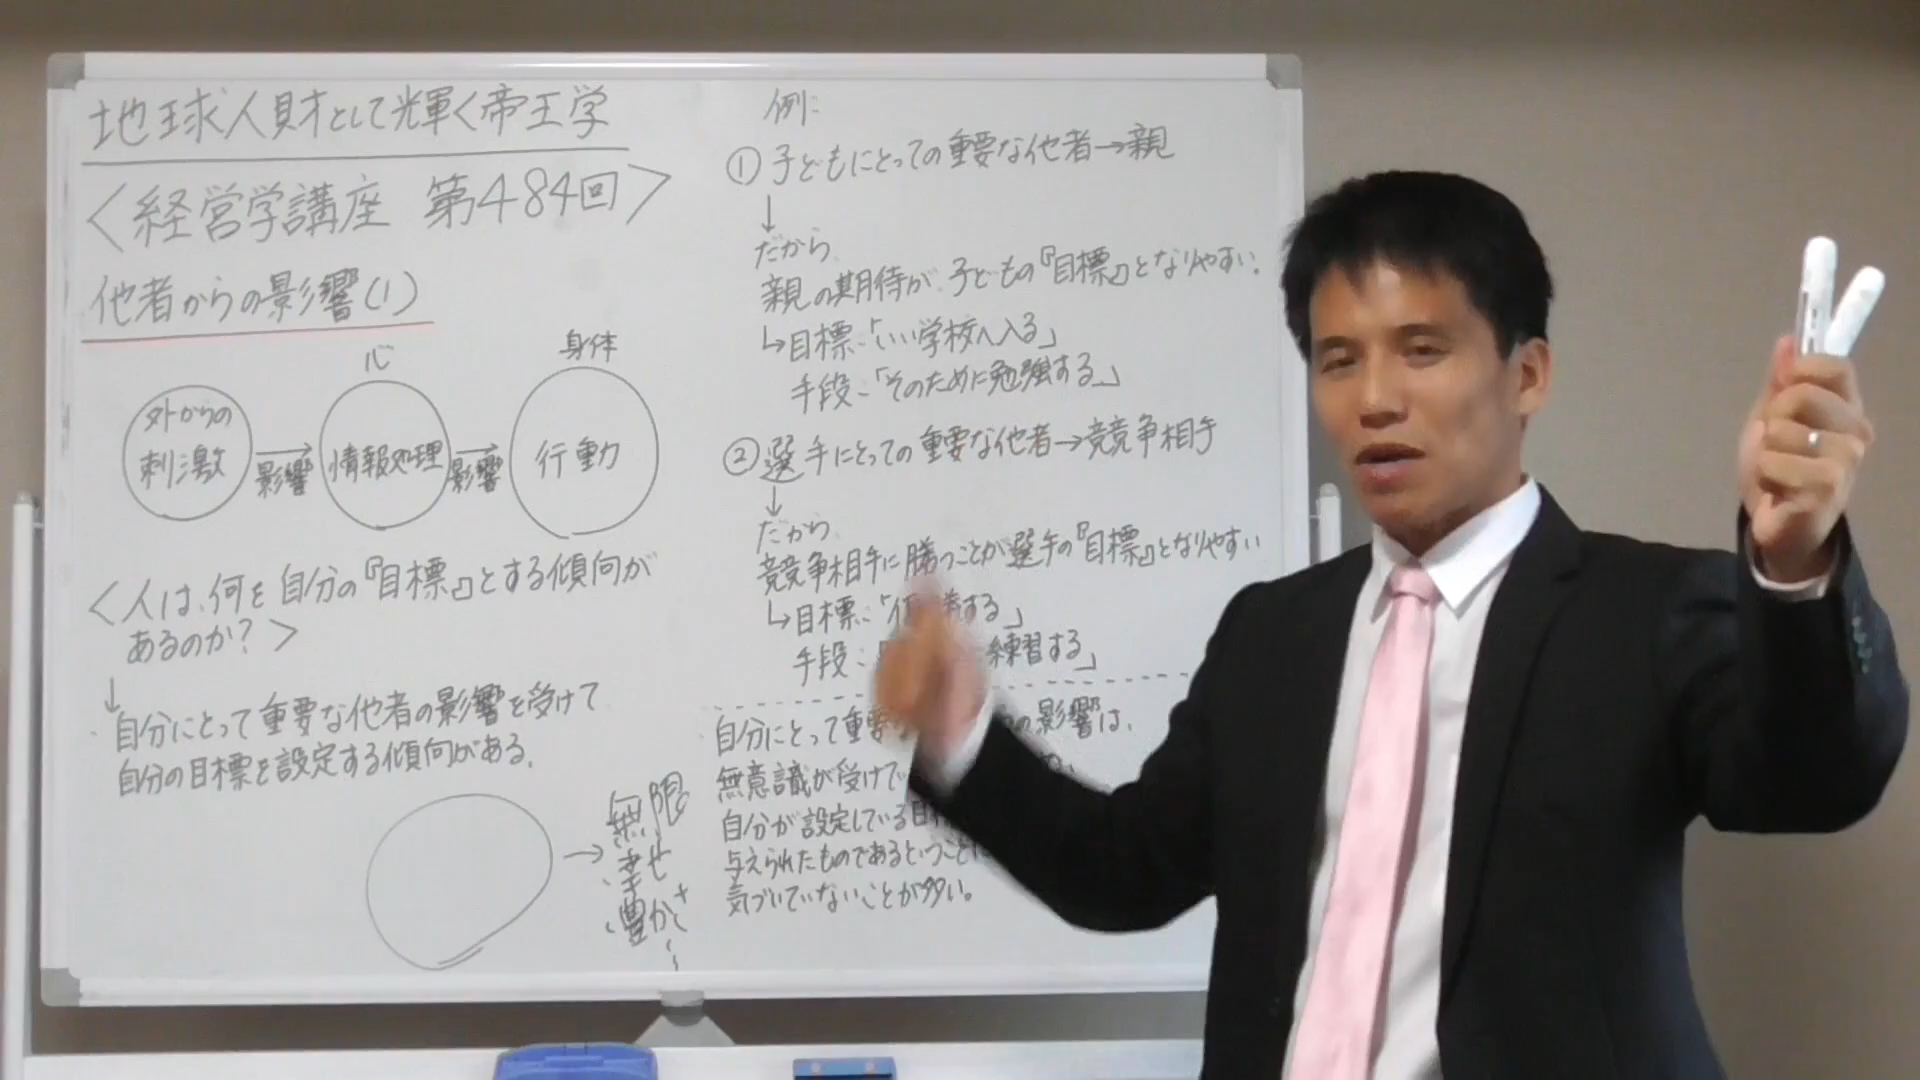 地球人財として輝く帝王学
<経営学講座 第484回>
他者からの影響(1)
心
身体
外からの
刺激
影響
情報処理
影響
行動
<人は、何を自分の『目標』とする傾向が
あるのか?>
↓
自分にとって重要な他者の影響を受けて
自分の目標を設定する傾向がある。
→
無限
幸せ
豊かさ
例:
①子どもにとっての重要な他者→親
↓
だから
親の期待が、子どもの『目標』となりやすい。
↳目標:「いい学校へ入る」
手段:「そのために勉強する」
②選手にとっての重要な他者→競争相手
↓
だから
競争相手に勝つことが選手の『目標』となりやすい
↳目標:「する」
手段:「練習する」
自分にとって重要の影響は、
無意識が受けて
自分が設定している目
与えられたものであるということに
気づいていないことが多い。